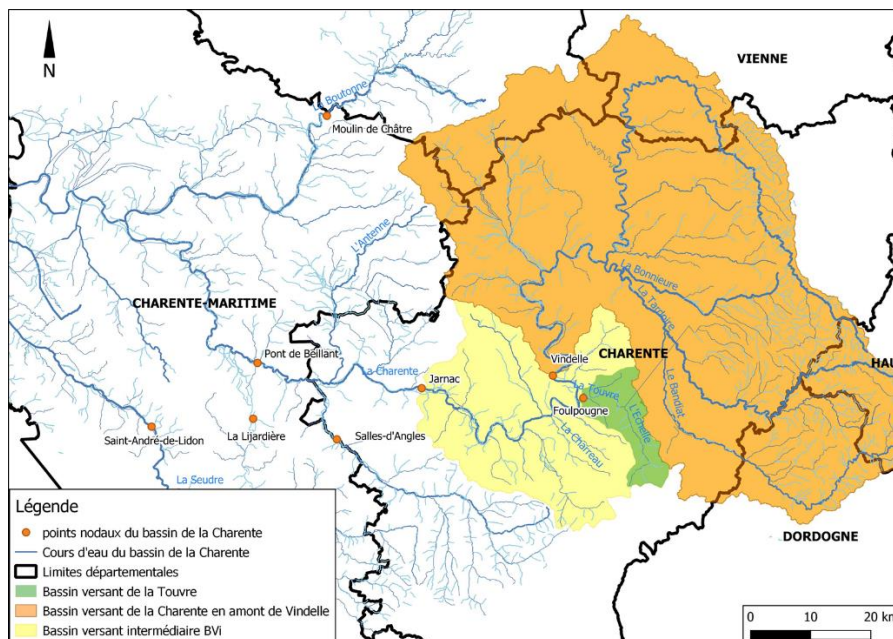 N
VIENNE
La Boutonne
Moulin de Châtre
L'Antenne
CHARENTE-MARITIME
La Bonnieure
La Tardoire
Pont de Beillant
La Charente
Jarnac
Vindelle
CHARENTE
La Touvre
Le Bandiat
HAU
Foulpougne
L'Echelle
Saint-André-de-Lidon
La Lijardière
Salles-d'Angles
La Charreau
La Seudre
DORDOGNE
Légende
points nodaux du bassin de la Charente
Cours d'eau du bassin de la Charente
Limites départementales
Bassin versant de la Touvre
Bassin versant de la Charente en amont de Vindelle
Bassin versant intermédiaire BVi
0 10 20 km